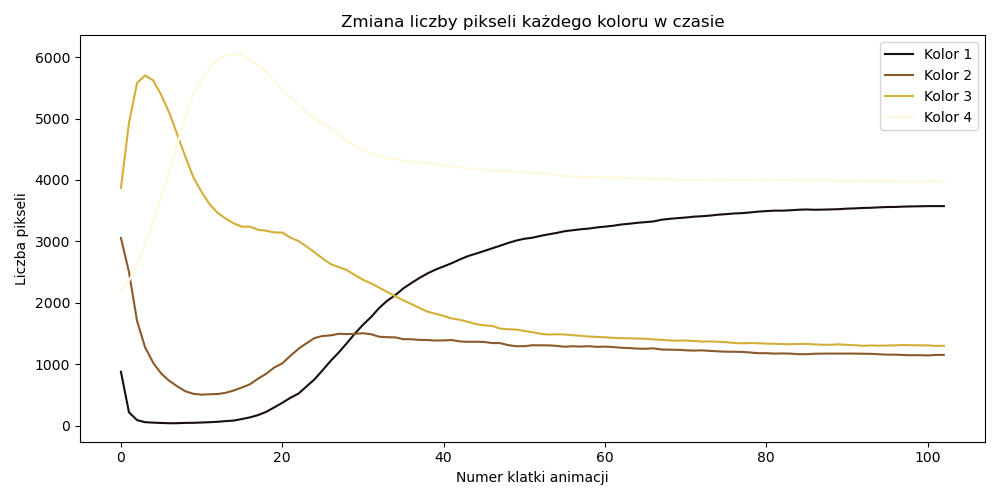 Zmiana liczby pikseli każdego koloru w czasie
Kolor 1
Kolor 2
Kolor 3
Kolor 4
Liczba pikseli
6000
5000
4000
3000
2000
1000
0
0 20 40 60 80 100
Numer klatki animacji